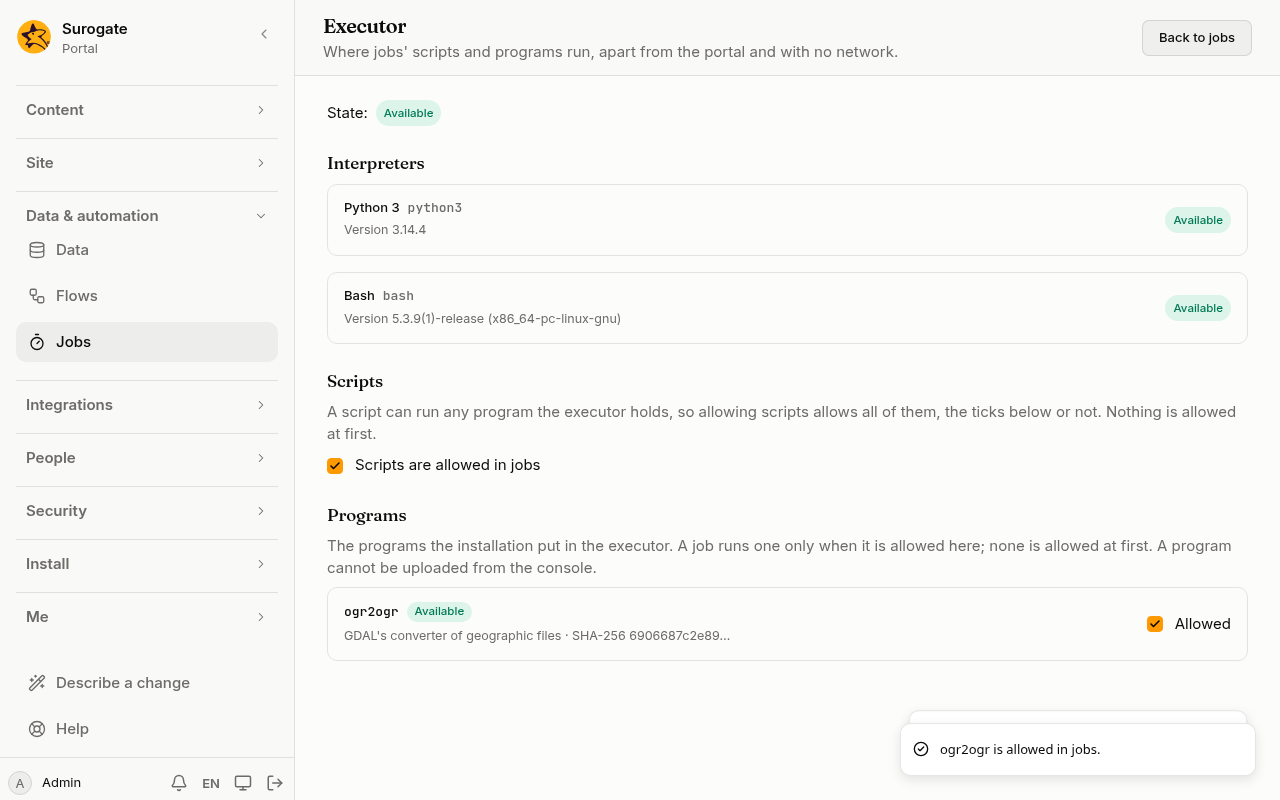 Surogate
Portal
Content
Site
Data & automation
Data
Flows
Jobs
Integrations
People
Security
Install
Me
Describe a change
Help
A
Admin
EN
Executor
Where jobs' scripts and programs run, apart from the portal and with no network.
Back to jobs
State: Available
Interpreters
Python 3 python3
Version 3.14.4
Available
Bash bash
Version 5.3.9(1)-release (x86_64-pc-linux-gnu)
Available
Scripts
A script can run any program the executor holds, so allowing scripts allows all of them, the ticks below or not. Nothing is allowed
at first.
Scripts are allowed in jobs
Programs
The programs the installation put in the executor. A job runs one only when it is allowed here; none is allowed at first. A program
cannot be uploaded from the console.
ogr2ogr Available
GDAL's converter of geographic files · SHA-256 6906687c2e89…
Allowed
ogr2ogr is allowed in jobs.